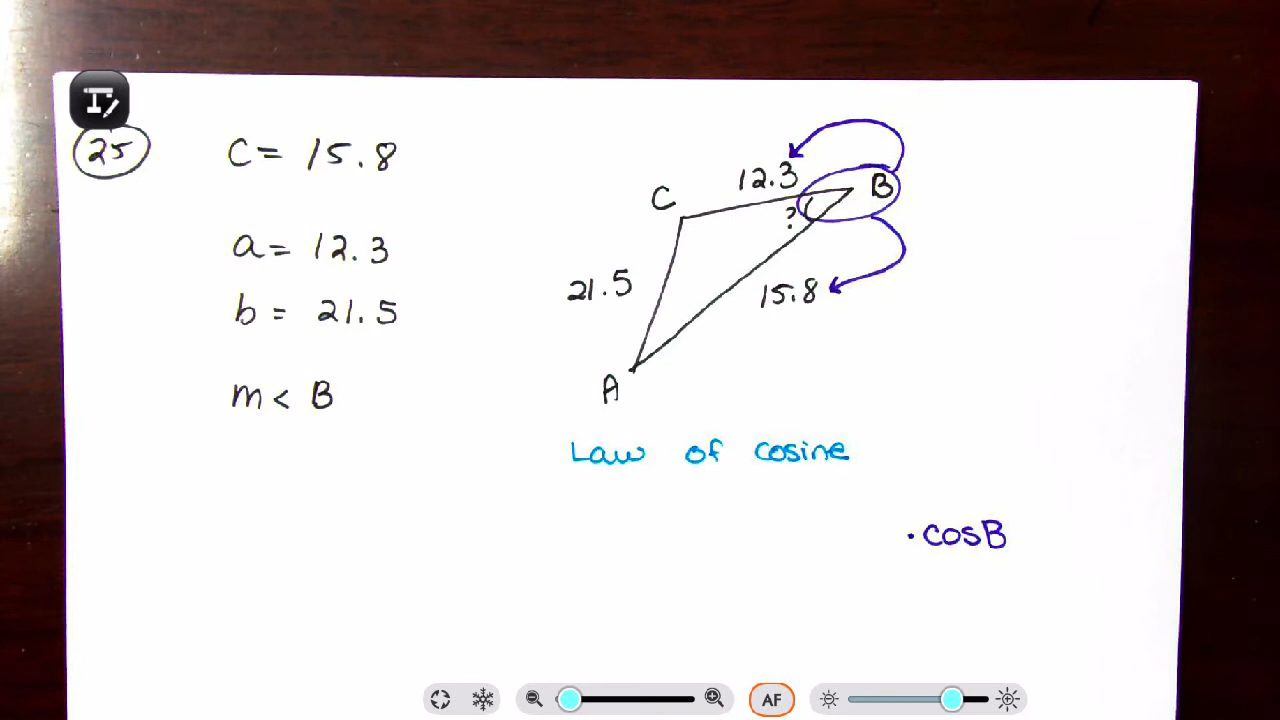 25
C = 15.8
a = 12.3
b = 21.5
m < B
12.3
B
C
?
21.5
15.8
A
Law of cosine
· cosB
AF